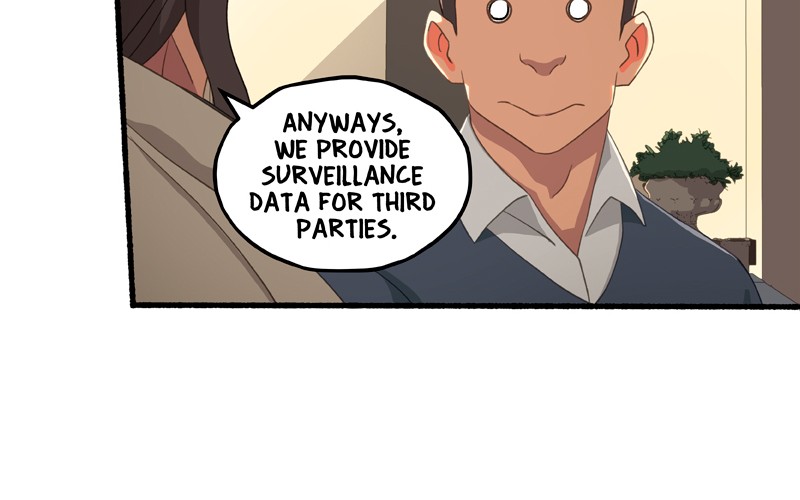 ANYWAYS,
WE PROVIDE
SURVEILLANCE
DATA FOR THIRD
PARTIES.